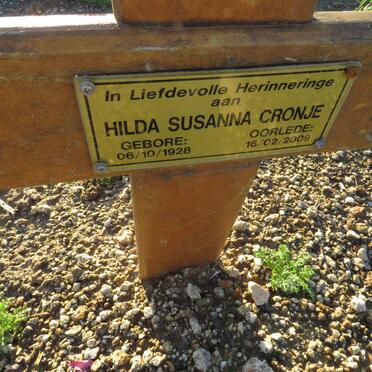 In Liefdevolle Herinneringe
aan
HILDA SUSANNA CRONJE
GEBORE: OORLEDE:
06/10/1928 16/02/2009